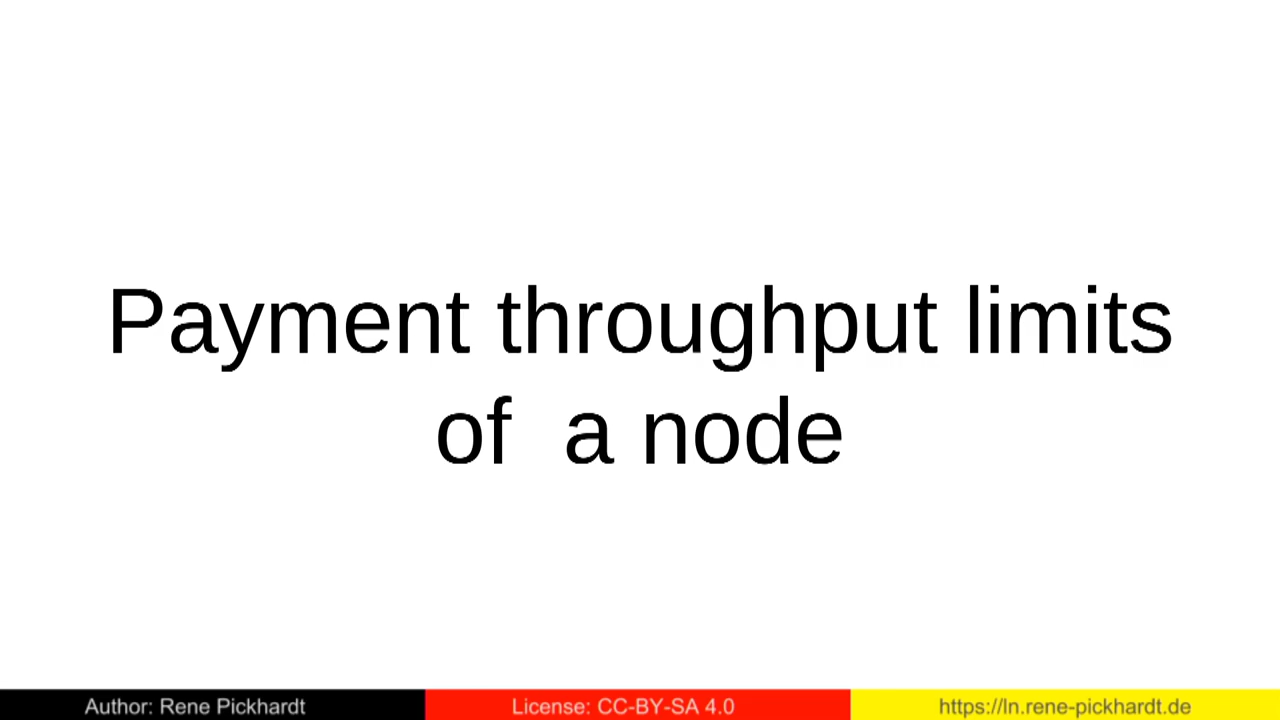 Payment throughput limits
of  a node
Author: Rene Pickhardt
License: CC-BY-SA 4.0
https://ln.rene-pickhardt.de